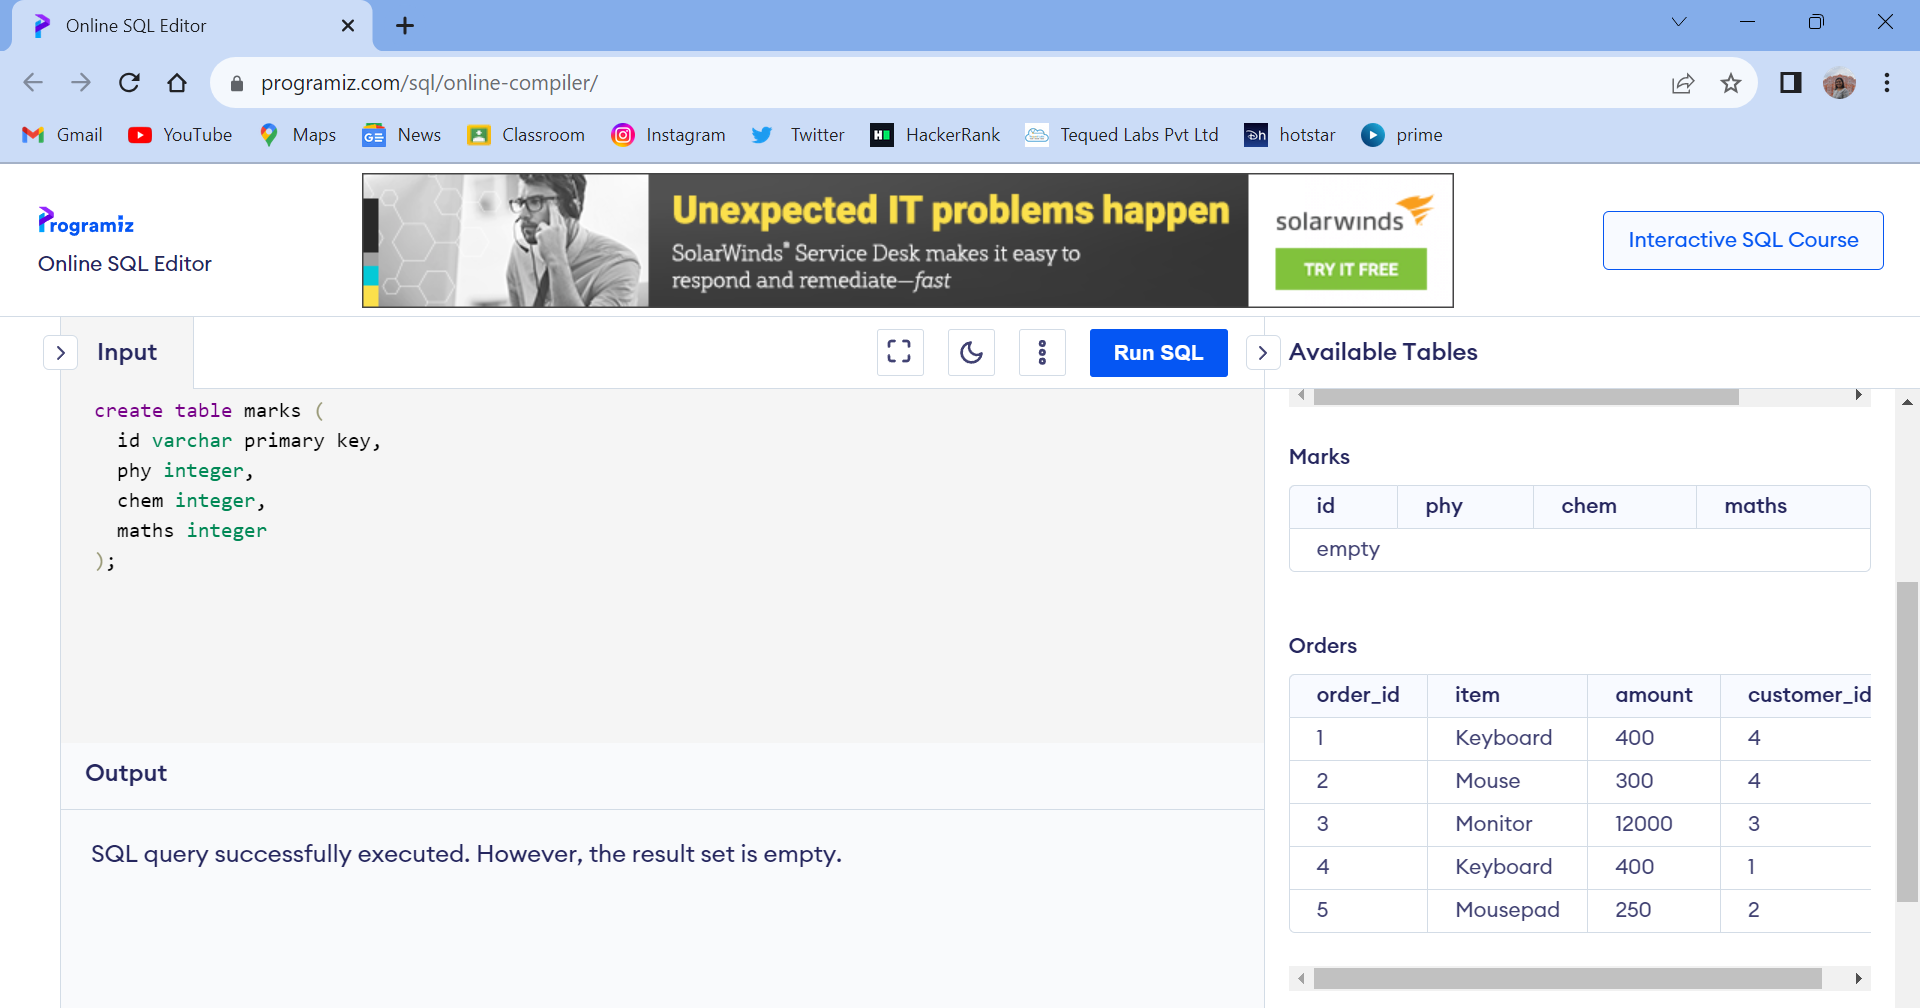 Online SQL Editor
programiz.com/sql/online-compiler/
Gmail YouTube Maps News Classroom Instagram Twitter HackerRank Tequed Labs Pvt Ltd hotstar prime
Programiz
Online SQL Editor
Unexpected IT problems happen
SolarWinds® Service Desk makes it easy to
respond and remediate—fast
solarwinds
TRY IT FREE
Interactive SQL Course
Input
Run SQL
create table marks (
  id varchar primary key,
  phy integer,
  chem integer,
  maths integer
);
Output
SQL query successfully executed. However, the result set is empty.
Available Tables
Marks
id phy chem maths
empty
Orders
order_id item amount customer_id
1 Keyboard 400 4
2 Mouse 300 4
3 Monitor 12000 3
4 Keyboard 400 1
5 Mousepad 250 2